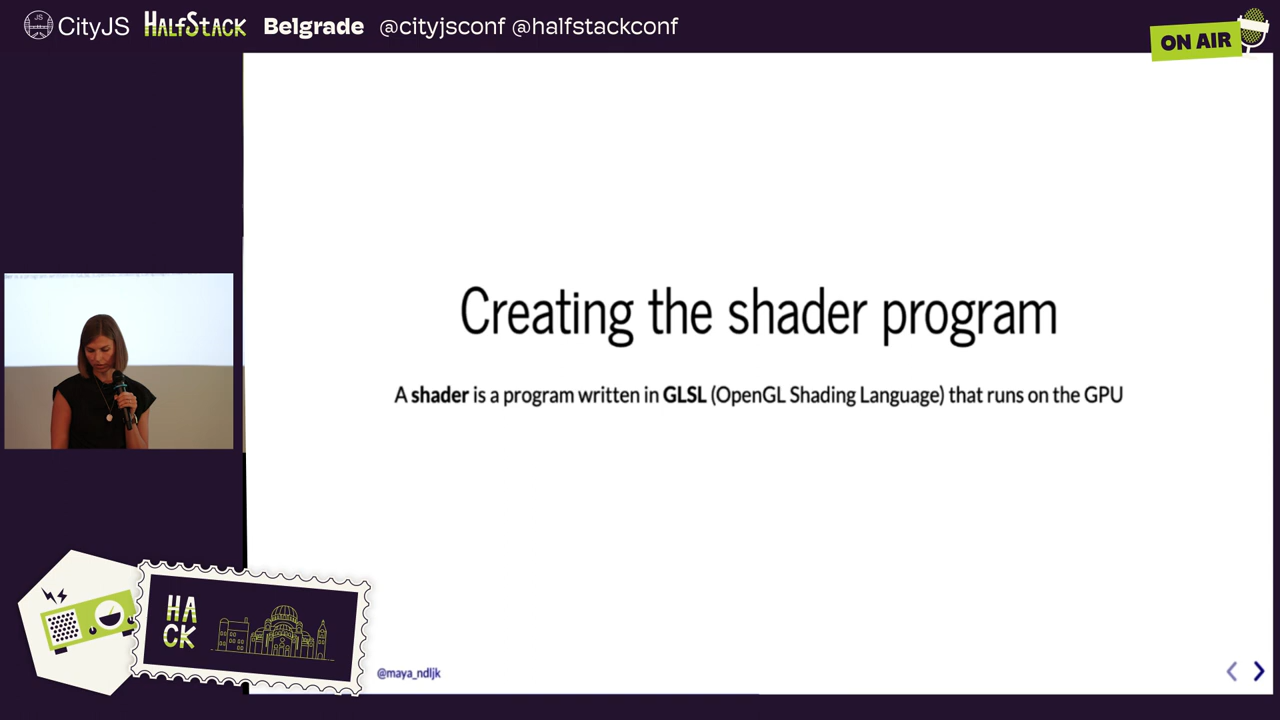 JS
CityJS HALFSTACK Belgrade @cityjsconf @halfstackconf
ON AIR
Creating the shader program
A shader is a program written in GLSL (OpenGL Shading Language) that runs on the GPU
HA
CK
@maya_ndljk